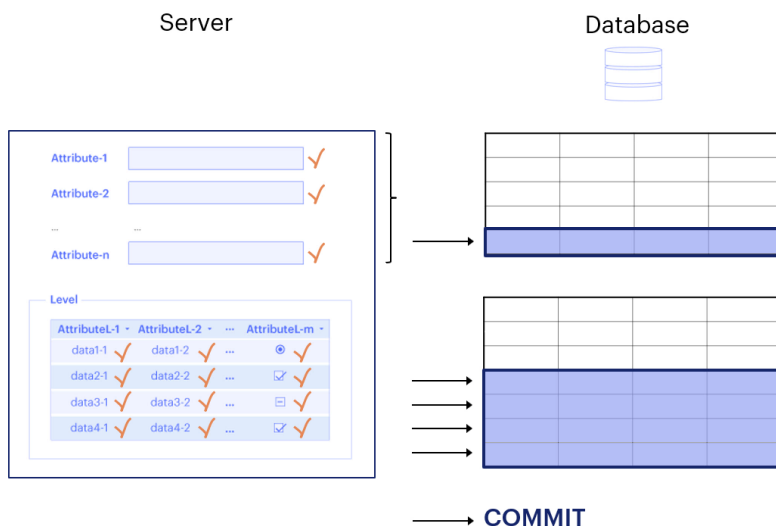 Server
Database
Attribute-1
Attribute-2
... ...
Attribute-n
Level
AttributeL-1 AttributeL-2 ... AttributeL-m
data1-1 data1-2 ...
data2-1 data2-2 ...
data3-1 data3-2 ...
data4-1 data4-2 ...
COMMIT